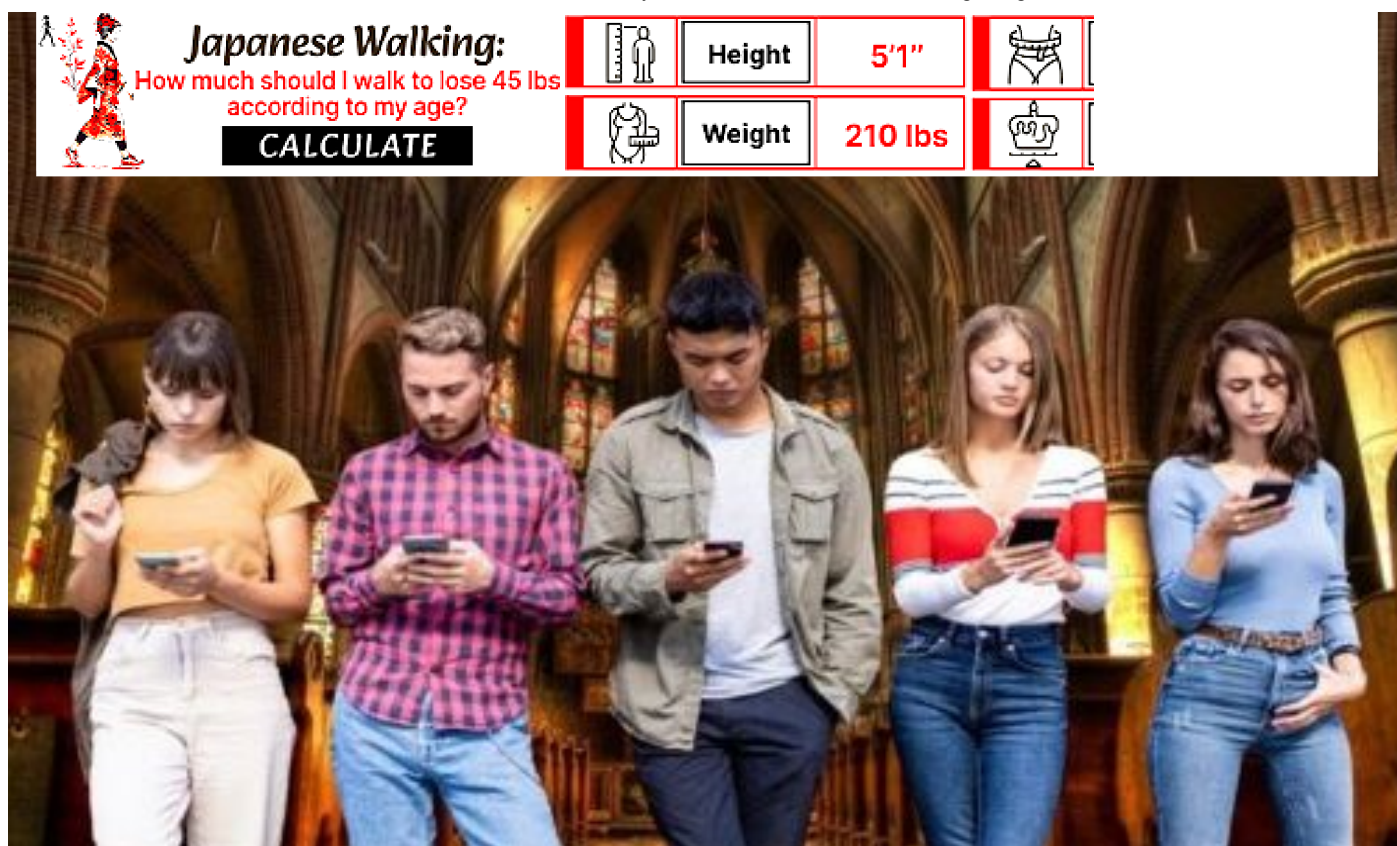 Japanese Walking:
How much should I walk to lose 45 lbs
according to my age?
CALCULATE
Height
5'1"
Weight
210 lbs